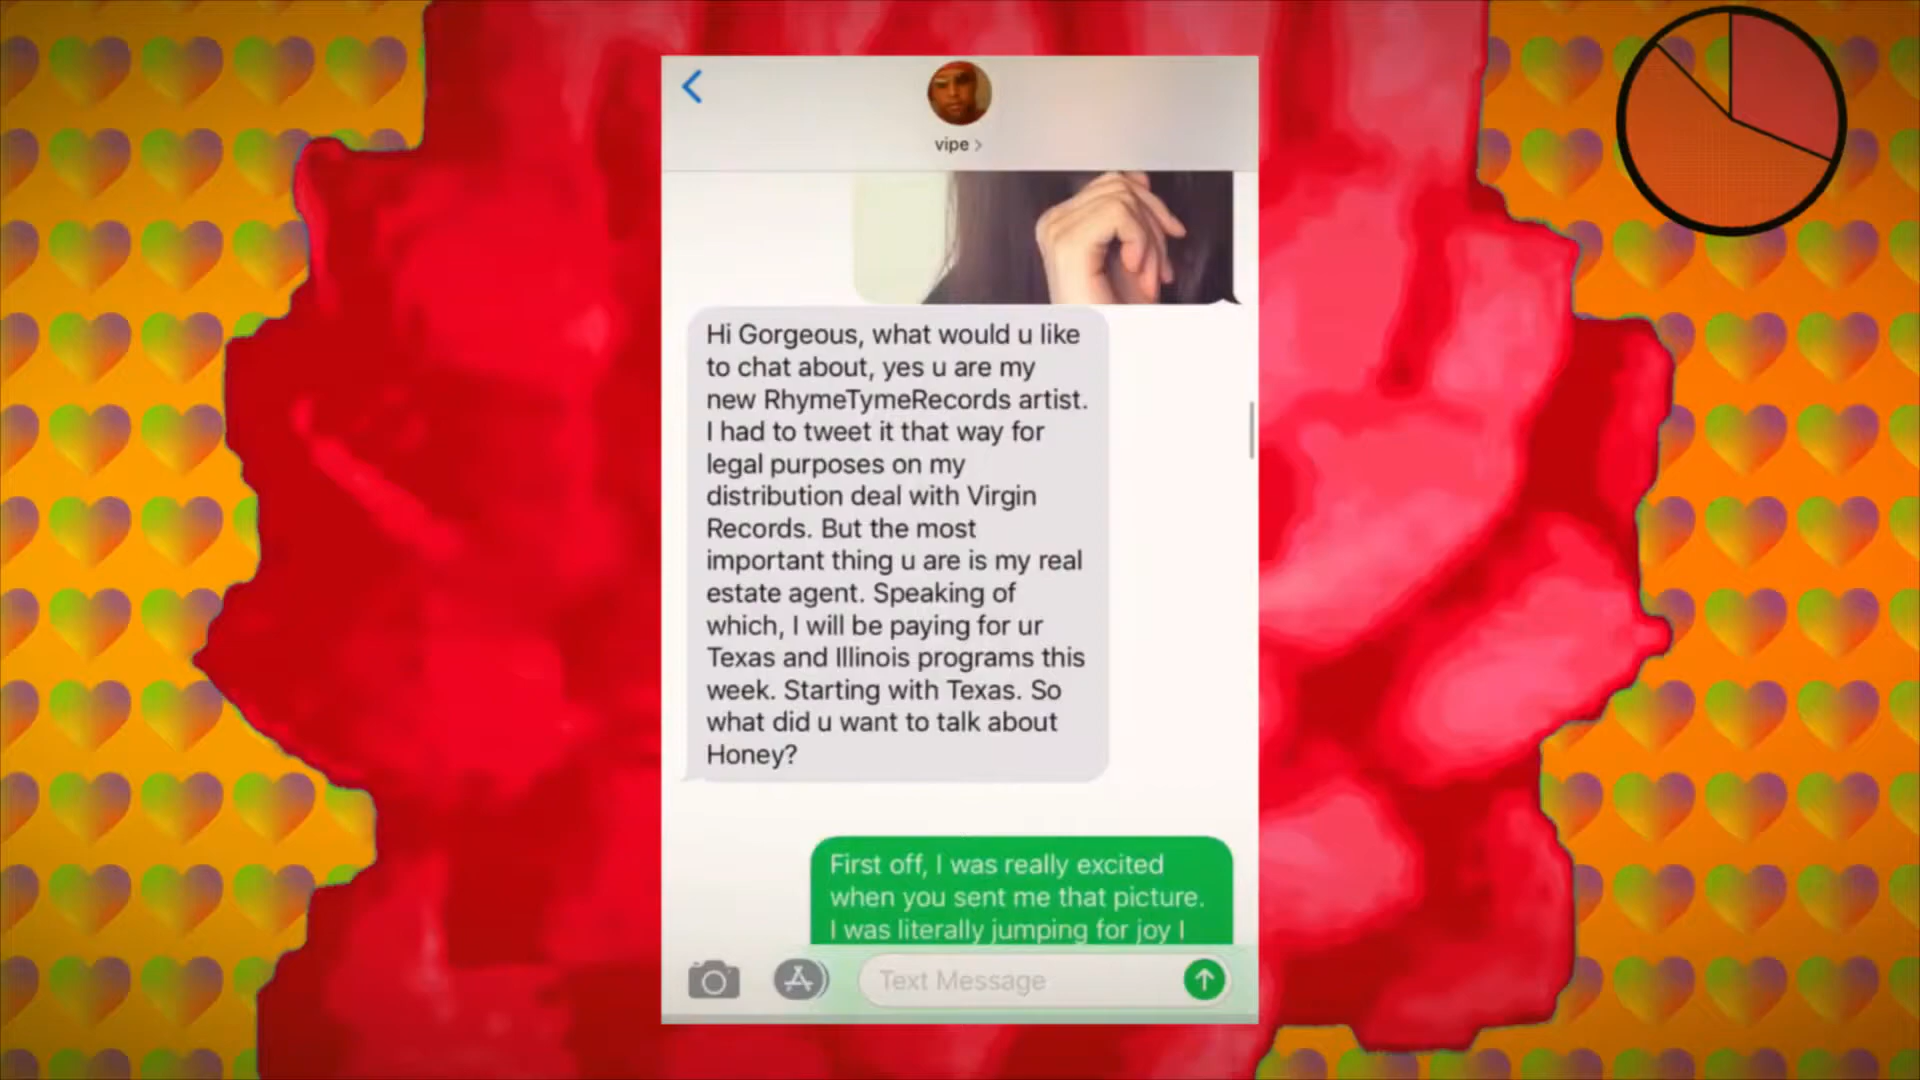 vipe
Hi Gorgeous, what would u like
to chat about, yes u are my
new RhymeTymeRecords artist.
I had to tweet it that way for
legal purposes on my
distribution deal with Virgin
Records. But the most
important thing u are is my real
estate agent. Speaking of
which, I will be paying for ur
Texas and Illinois programs this
week. Starting with Texas. So
what did u want to talk about
Honey?
First off, I was really excited
when you sent me that picture.
I was literally jumping for joy I
Text Message